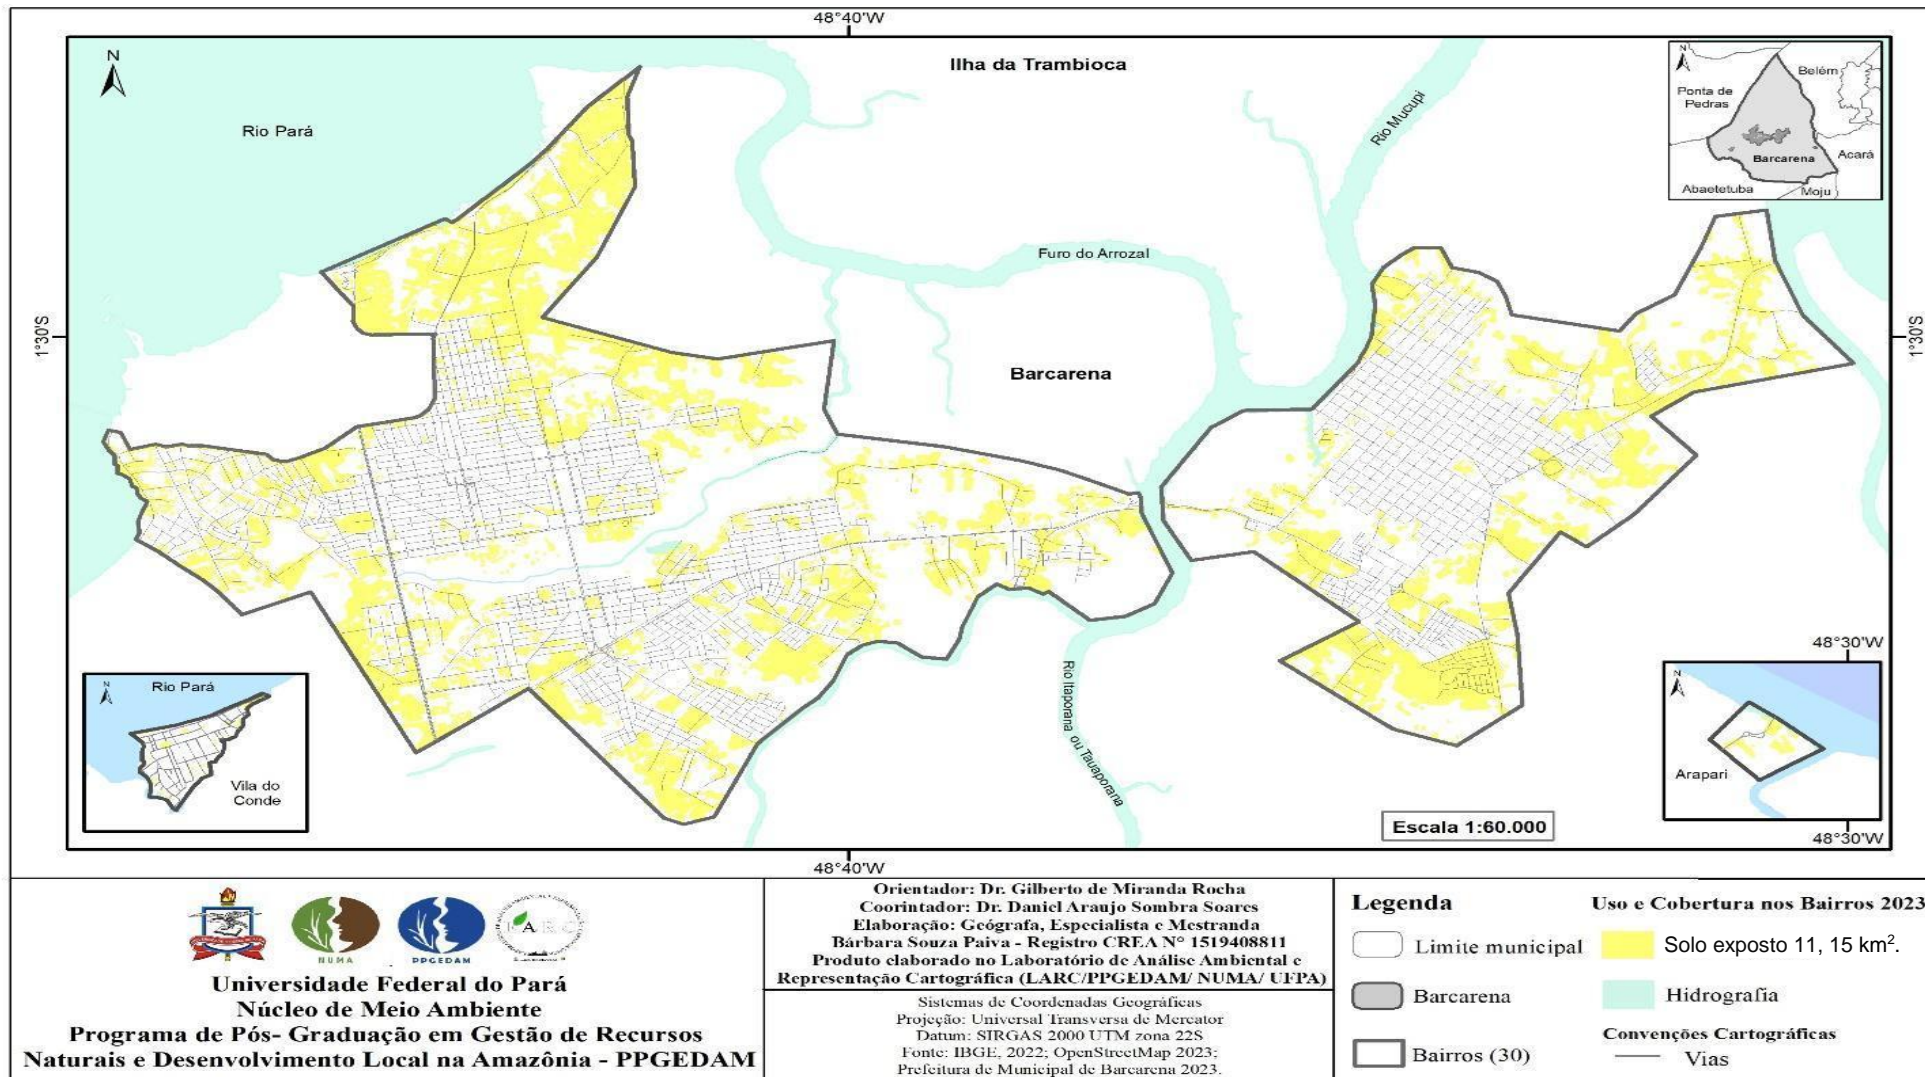 48°40'W
N
Ilha da Trambioca
Rio Pará
Rio Mucupi
N
Belém
Ponta de
Pedras
Barcarena
Acará
Abaetetuba
Moju
Furo do Arrozal
1°30'S
1°30'S
Barcarena
Rio Itaporana ou Tauaporana
N
Rio Pará
Vila do
Conde
48°30'W
N
Arapari
Escala 1:60.000
48°30'W
48°40'W
NUMA
PPGEDAM
LARC
Universidade Federal do Pará
Núcleo de Meio Ambiente
Programa de Pós- Graduação em Gestão de Recursos
Naturais e Desenvolvimento Local na Amazônia - PPGEDAM
Orientador: Dr. Gilberto de Miranda Rocha
Coorintador: Dr. Daniel Araujo Sombra Soares
Elaboração: Geógrafa, Especialista e Mestranda
Bárbara Souza Paiva - Registro CREA N° 1519408811
Produto elaborado no Laboratório de Análise Ambiental e
Representação Cartográfica (LARC/PPGEDAM/ NUMA/ UFPA)
Sistemas de Coordenadas Geográficas
Projeção: Universal Transversa de Mercator
Datum: SIRGAS 2000 UTM zona 22S
Fonte: IBGE, 2022; OpenStreetMap 2023;
Prefeitura de Municipal de Barcarena 2023.
Legenda
Limite municipal
Barcarena
Bairros (30)
Uso e Cobertura nos Bairros 2023
Solo exposto 11, 15 km².
Hidrografia
Convenções Cartográficas
Vias